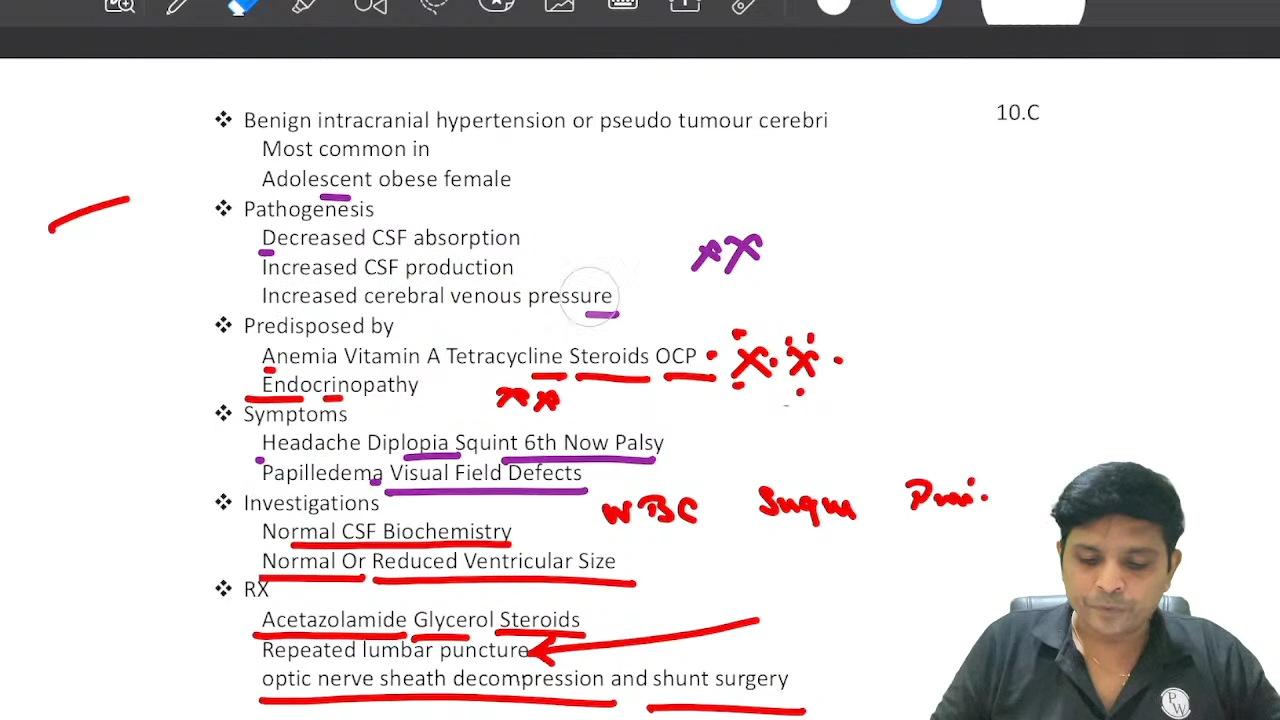 ❖ Benign intracranial hypertension or pseudo tumour cerebri
10.C
Most common in
Adolescent obese female
❖ Pathogenesis
Decreased CSF absorption
Increased CSF production
Increased cerebral venous pressure
❖ Predisposed by
Anemia Vitamin A Tetracycline Steroids OCP
Endocrinopathy
❖ Symptoms
Headache Diplopia Squint 6th Now Palsy
Papilledema Visual Field Defects
❖ Investigations
WBC
Normal CSF Biochemistry
Normal Or Reduced Ventricular Size
❖ RX
Acetazolamide Glycerol Steroids
Repeated lumbar puncture
optic nerve sheath decompression and shunt surgery
PW